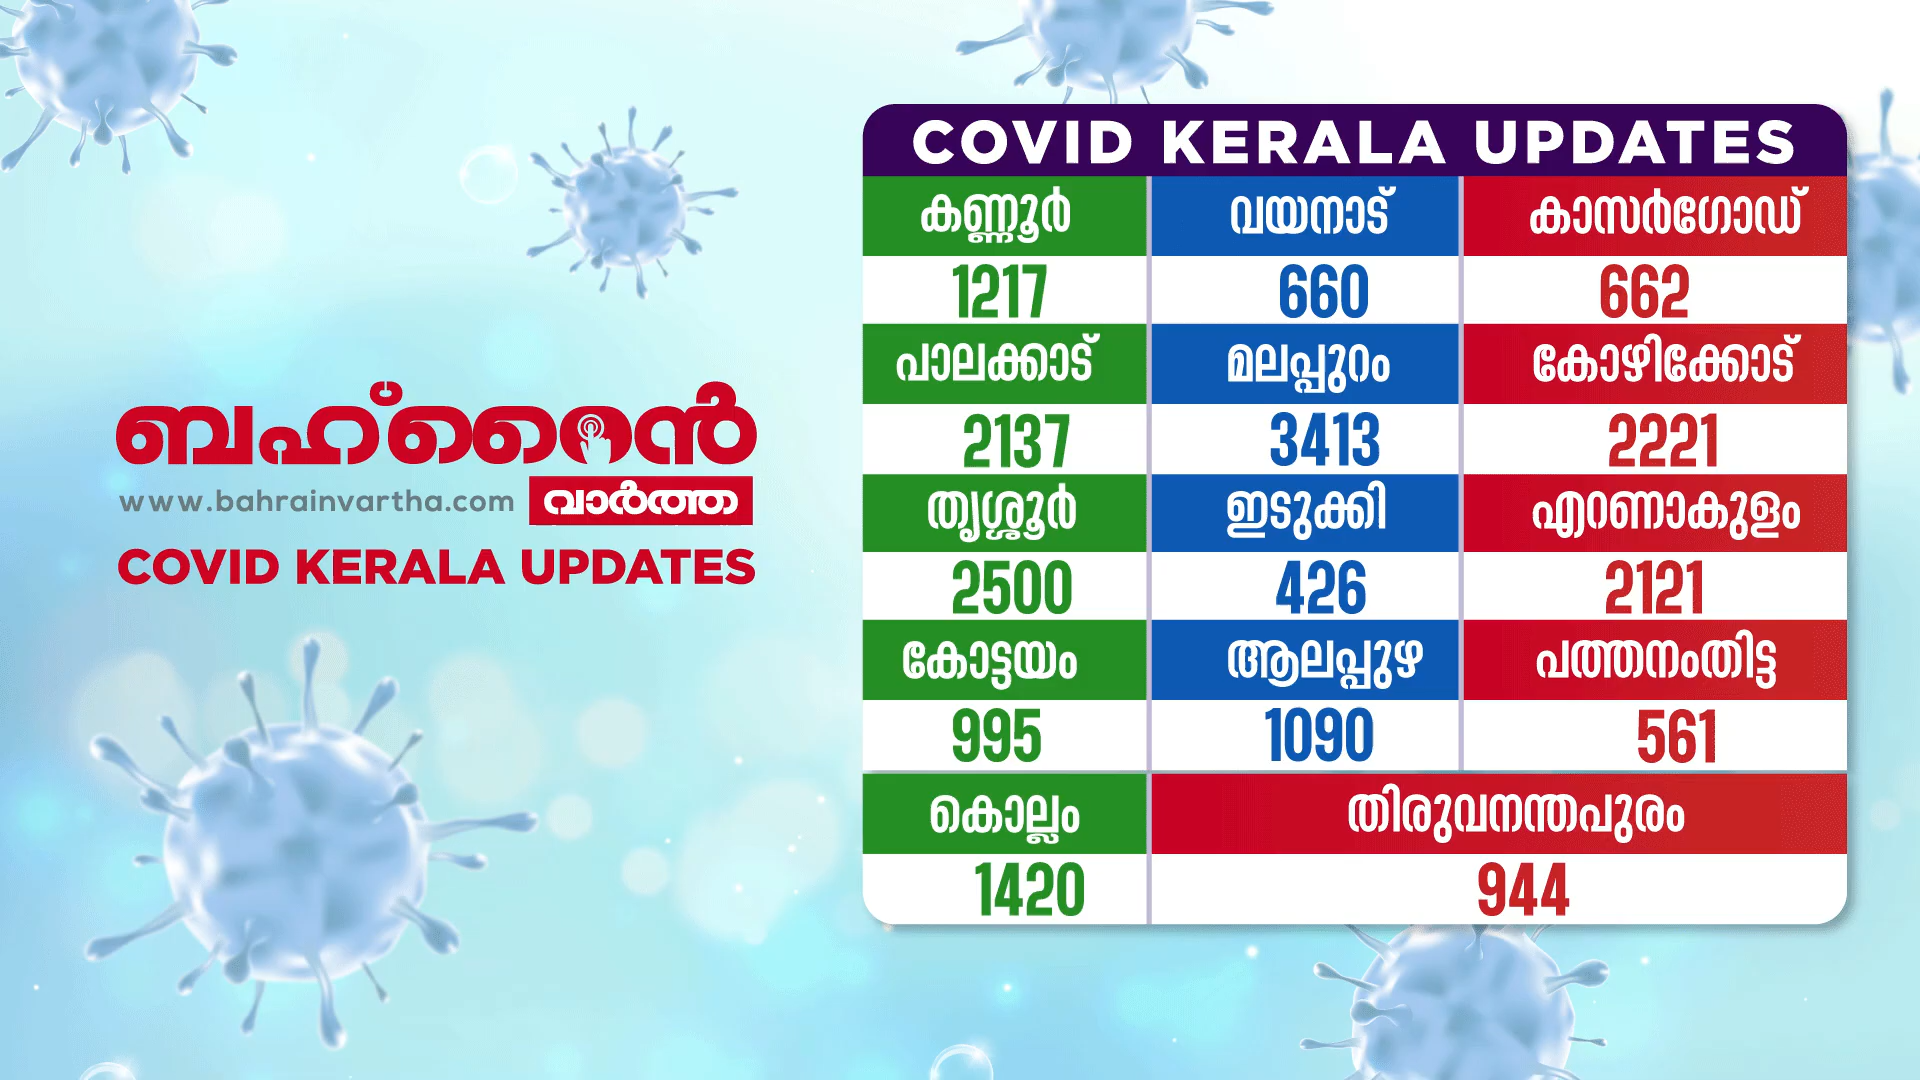 ബഹ്റൈൻ
www.bahrainvartha.com വാർത്ത
COVID KERALA UPDATES
COVID KERALA UPDATES
കണ്ണൂർ വയനാട് കാസർഗോഡ്
1217 660 662
പാലക്കാട് മലപ്പുറം കോഴിക്കോട്
2137 3413 2221
തൃശ്ശൂർ ഇടുക്കി എറണാകുളം
2500 426 2121
കോട്ടയം ആലപ്പുഴ പത്തനംതിട്ട
995 1090 561
കൊല്ലം തിരുവനന്തപുരം
1420 944